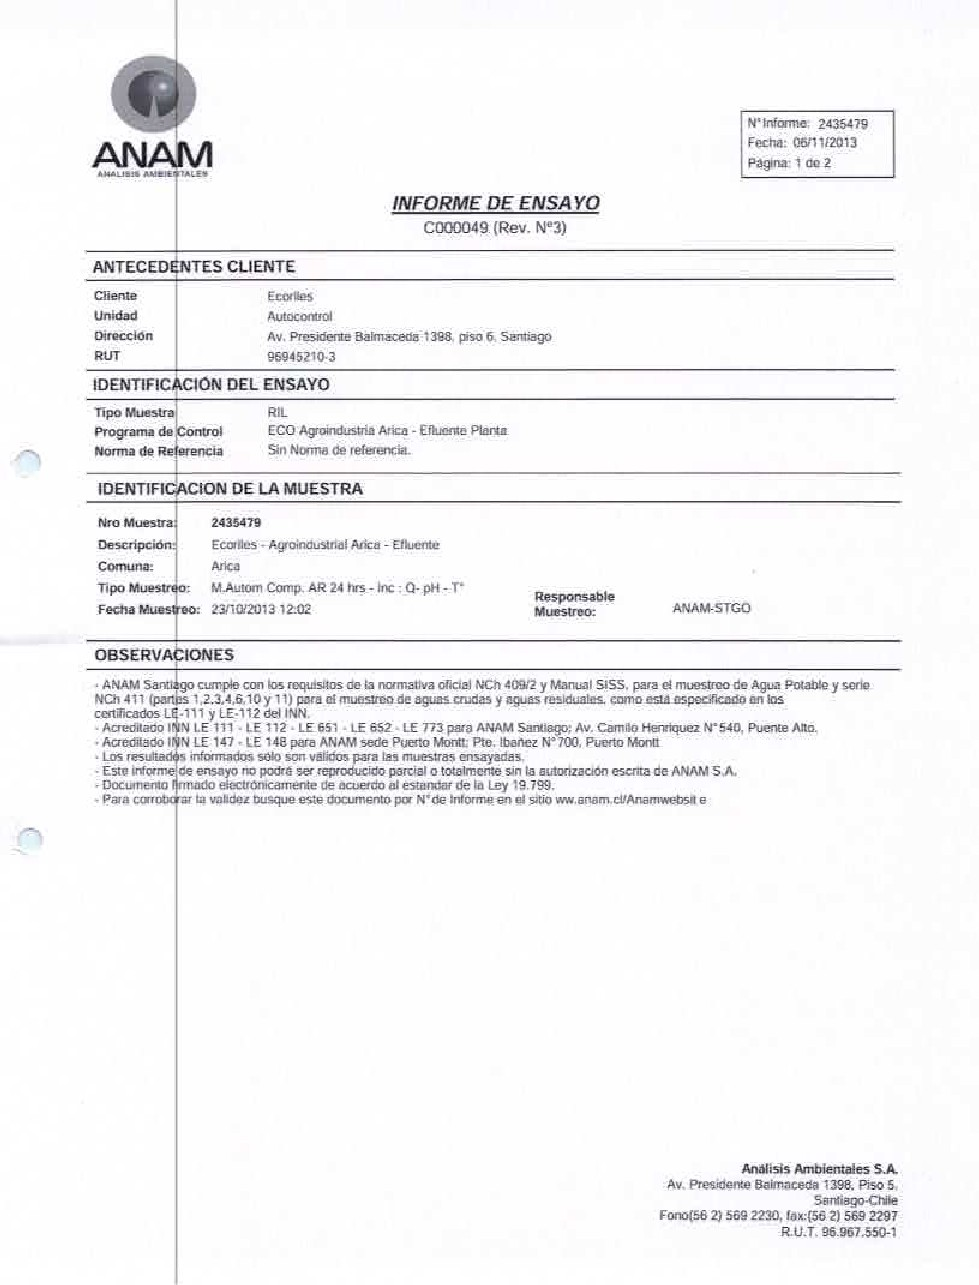 ANAM
ANALISIS AMBIENTALES
N°Informe: 2435479
Fecha: 06/11/2013
Página: 1 de 2
INFORME DE ENSAYO
C000049 (Rev. N°3)
ANTECEDENTES CLIENTE
Cliente Ecoriles
Unidad Autocontrol
Dirección Av. Presidente Balmaceda 1398, piso 6, Santiago
RUT 96945210-3
IDENTIFICACIÓN DEL ENSAYO
Tipo Muestra RIL
Programa de Control ECO Agroindustria Arica - Efluente Planta
Norma de Referencia Sin Norma de referencia.
IDENTIFICACION DE LA MUESTRA
Nro Muestra: 2435479
Descripción: Ecoriles - Agroindustrial Arica - Efluente
Comuna: Arica
Tipo Muestreo: M.Autom Comp. AR 24 hrs - Inc : Q- pH - T°
Fecha Muestreo: 23/10/2013 12:02 Responsable Muestreo: ANAM-STGO
OBSERVACIONES
- ANAM Santiago cumple con los requisitos de la normativa oficial NCh 409/2 y Manual SISS, para el muestreo de Agua Potable y serie
NCh 411 (partes 1,2,3,4,6,10 y 11) para el muestreo de aguas crudas y aguas residuales, como está especificado en los
certificados LE-111 y LE-112 del INN.
- Acreditado INN LE 111 - LE 112 - LE 651 - LE 652 - LE 773 para ANAM Santiago; Av. Camilo Henriquez N°540, Puente Alto.
- Acreditado INN LE 147 - LE 148 para ANAM sede Puerto Montt; Pte. Ibañez N°700, Puerto Montt
- Los resultados informados solo son válidos para las muestras ensayadas.
- Este informe de ensayo no podrá ser reproducido parcial o totalmente sin la autorización escrita de ANAM S.A.
- Documento firmado electrónicamente de acuerdo al estandar de la Ley 19.799.
- Para corroborar la validez busque este documento por N°de Informe en el sitio ww.anam.cl/Anamwebsit e
Análisis Ambientales S.A.
Av. Presidente Balmaceda 1398, Piso 5,
Santiago-Chile
Fono(56 2) 569 2230, fax:(56 2) 569 2297
R.U.T. 96.967.550-1